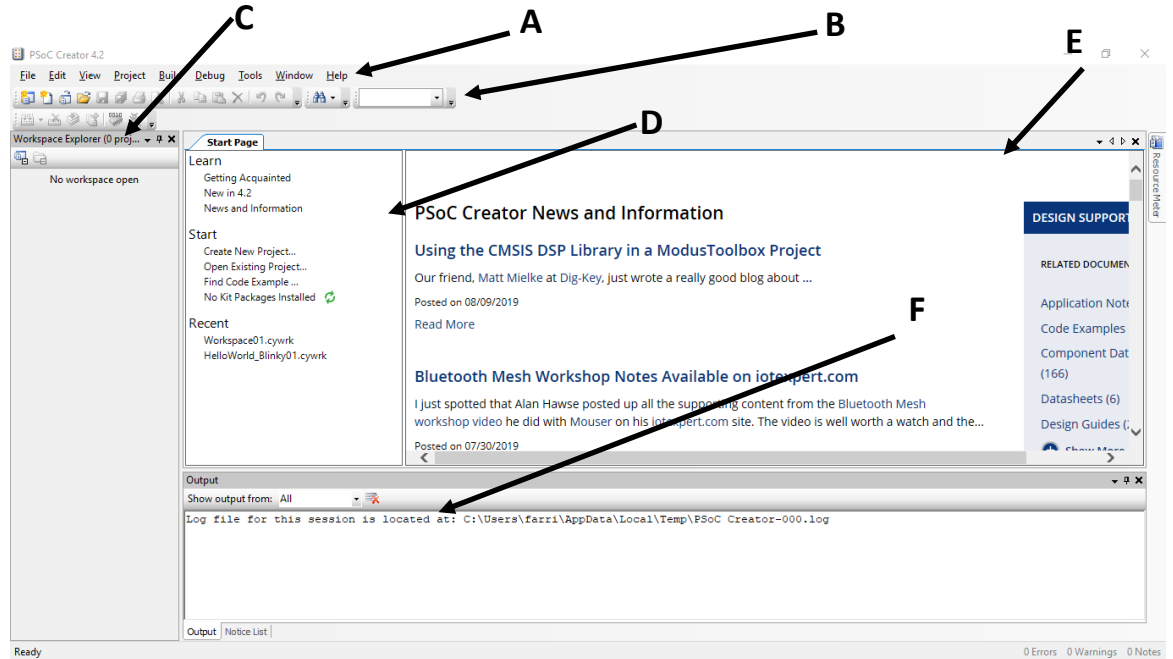 C
A
B
E
PSoC Creator 4.2
File Edit View Project Buil Debug Tools Window Help
D
Workspace Explorer (0 proj...
Start Page
No workspace open
Learn
Getting Acquainted
New in 4.2
News and Information
Start
Create New Project...
Open Existing Project...
Find Code Example ...
No Kit Packages Installed
Recent
Workspace01.cywrk
HelloWorld_Blinky01.cywrk
PSoC Creator News and Information
Using the CMSIS DSP Library in a ModusToolbox Project
Our friend, Matt Mielke at Dig-Key, just wrote a really good blog about ...
Posted on 08/09/2019
Read More
F
Bluetooth Mesh Workshop Notes Available on iotexpert.com
I just spotted that Alan Hawse posted up all the supporting content from the Bluetooth Mesh
workshop video he did with Mouser on his iotexpert.com site. The video is well worth a watch and the...
Posted on 07/30/2019
DESIGN SUPPORT
RELATED DOCUMEN
Application Note
Code Examples
Component Dat
(166)
Datasheets (6)
Design Guides (
Show More
Resource Meter
Output
Show output from: All
Log file for this session is located at: C:\Users\farri\AppData\Local\Temp\PSoC Creator-000.log
Output Notice List
Ready
0 Errors 0 Warnings 0 Notes